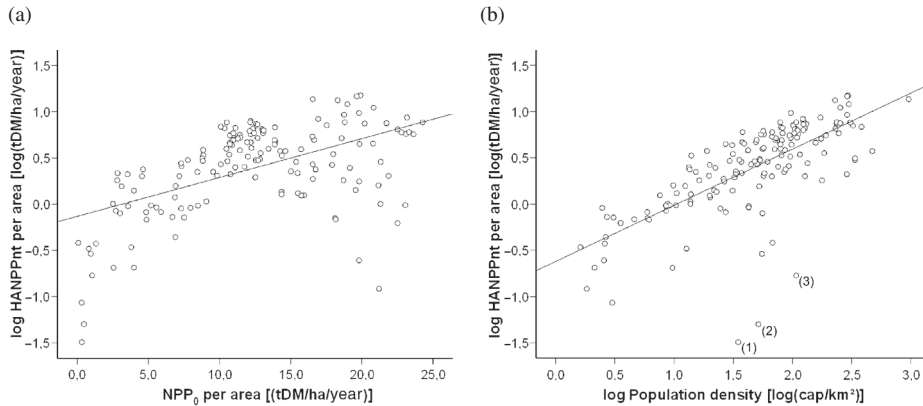 (a)
log HANPPnt per area [log(tDM/ha/year)]
1,5
1,0
0,5
0,0
-0,5
-1,0
-1,5
0,0 5,0 10,0 15,0 20,0 25,0
NPP₀ per area [(tDM/ha/year)]
(b)
log HANPPnt per area [log(tDM/ha/year)]
1,5
1,0
0,5
0,0
-0,5
-1,0
-1,5
(3)
(2)
(1)
0,0 0,5 1,0 1,5 2,0 2,5 3,0
log Population density [log(cap/km²)]